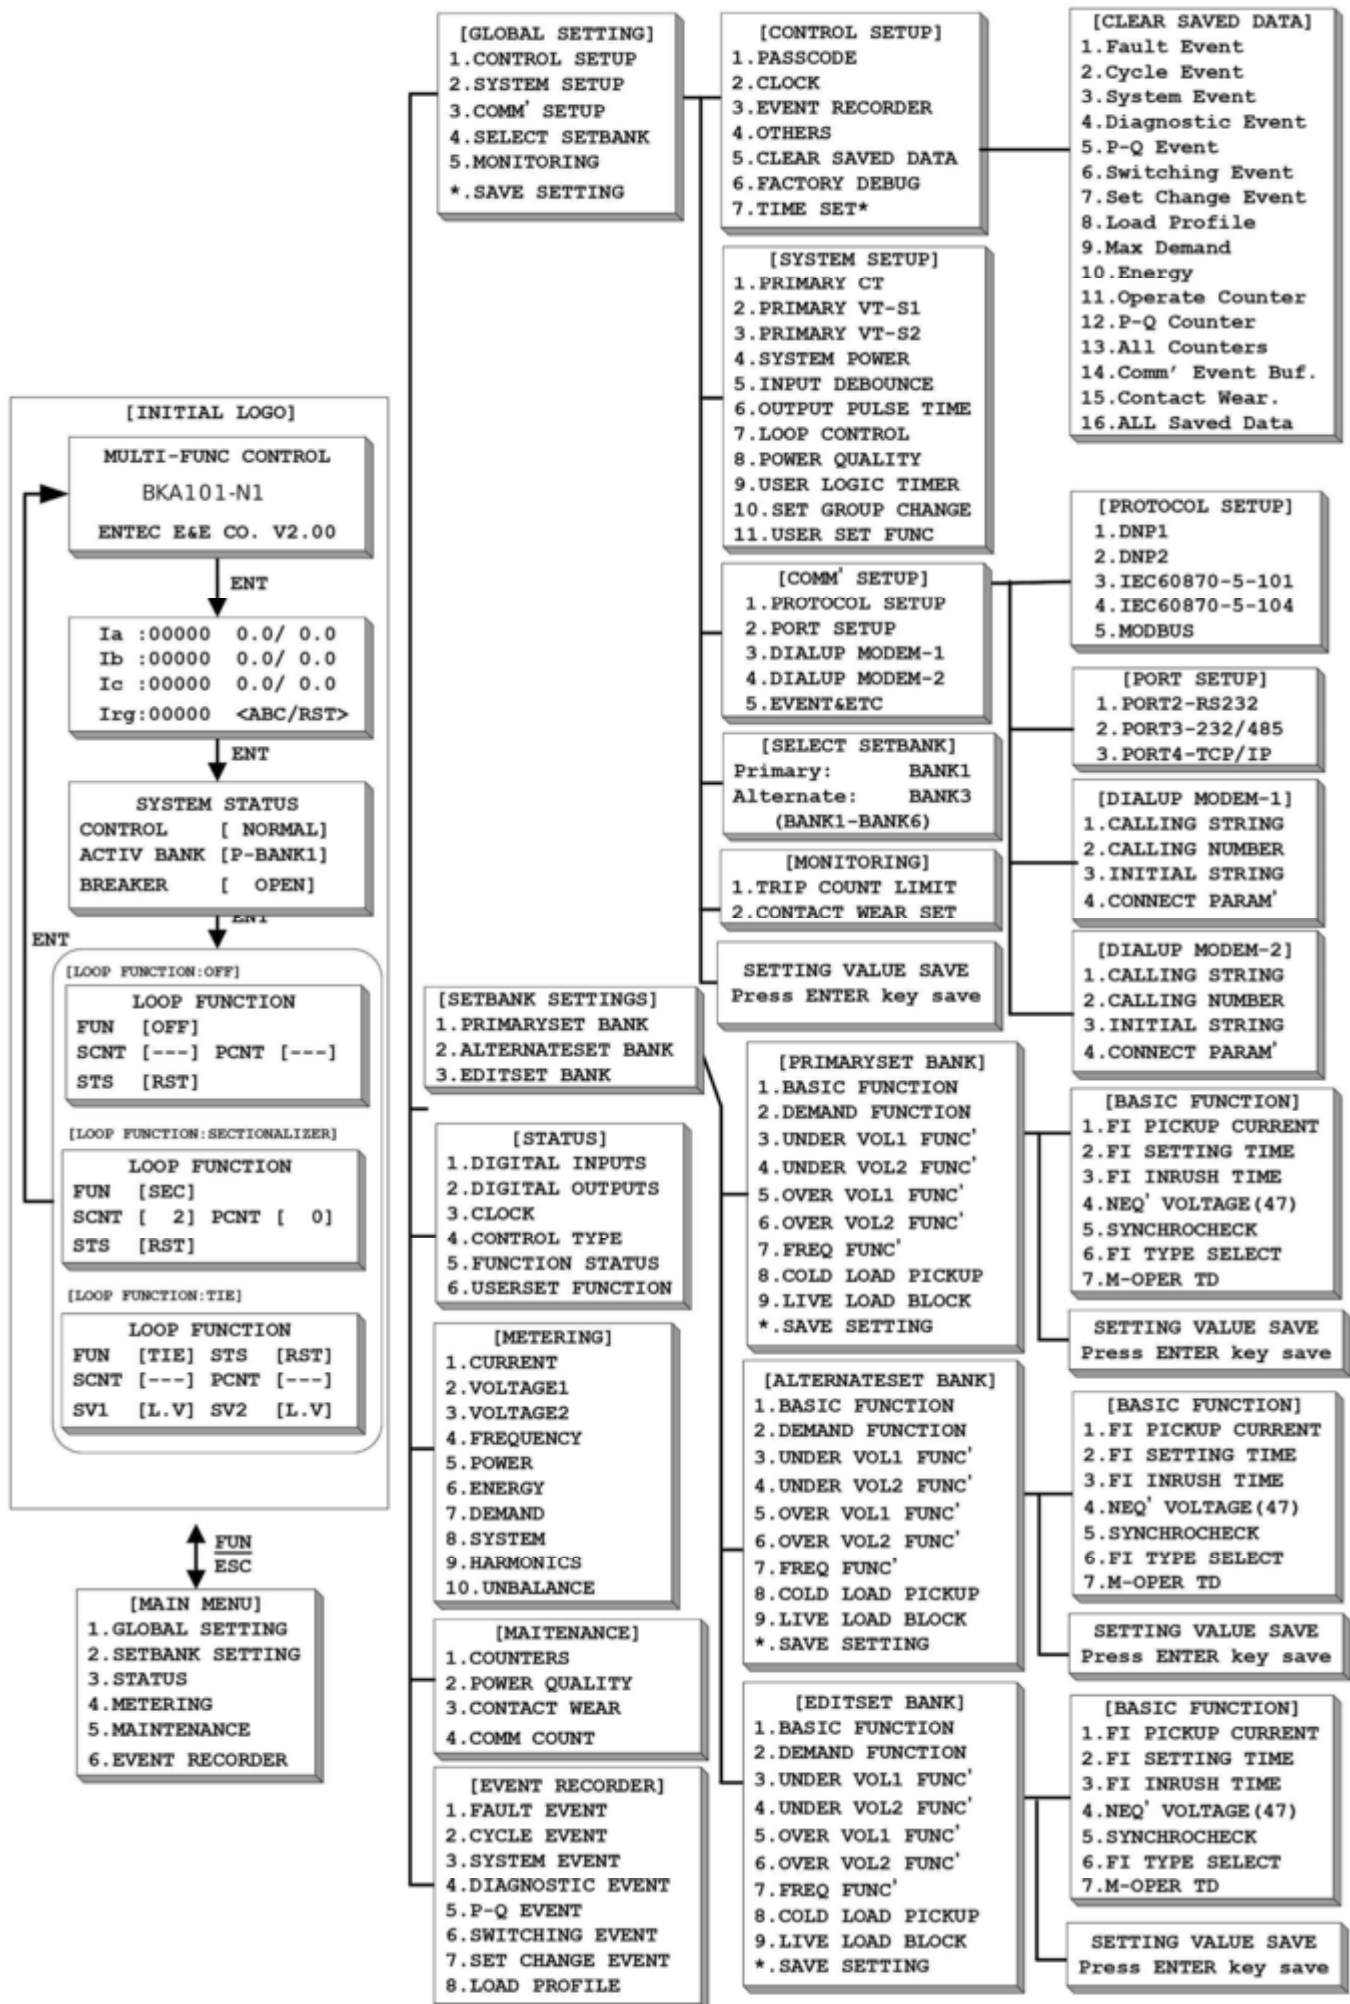 [INITIAL LOGO]
MULTI-FUNC CONTROL
BKA101-N1
ENTEC E&E CO. V2.00
ENT
Ia :00000 0.0/ 0.0
Ib :00000 0.0/ 0.0
Ic :00000 0.0/ 0.0
Irg:00000 <ABC/RST>
ENT
SYSTEM STATUS
CONTROL [ NORMAL]
ACTIV BANK [P-BANK1]
BREAKER [ OPEN]
ENT
ENT
[LOOP FUNCTION:OFF]
LOOP FUNCTION
FUN [OFF]
SCNT [---] PCNT [---]
STS [RST]
[LOOP FUNCTION:SECTIONALIZER]
LOOP FUNCTION
FUN [SEC]
SCNT [ 2] PCNT [ 0]
STS [RST]
[LOOP FUNCTION:TIE]
LOOP FUNCTION
FUN [TIE] STS [RST]
SCNT [---] PCNT [---]
SV1 [L.V] SV2 [L.V]
FUN
ESC
[MAIN MENU]
1.GLOBAL SETTING
2.SETBANK SETTING
3.STATUS
4.METERING
5.MAINTENANCE
6.EVENT RECORDER
[GLOBAL SETTING]
1.CONTROL SETUP
2.SYSTEM SETUP
3.COMM' SETUP
4.SELECT SETBANK
5.MONITORING
*.SAVE SETTING
[SETBANK SETTINGS]
1.PRIMARYSET BANK
2.ALTERNATESET BANK
3.EDITSET BANK
[STATUS]
1.DIGITAL INPUTS
2.DIGITAL OUTPUTS
3.CLOCK
4.CONTROL TYPE
5.FUNCTION STATUS
6.USERSET FUNCTION
[METERING]
1.CURRENT
2.VOLTAGE1
3.VOLTAGE2
4.FREQUENCY
5.POWER
6.ENERGY
7.DEMAND
8.SYSTEM
9.HARMONICS
10.UNBALANCE
[MAITENANCE]
1.COUNTERS
2.POWER QUALITY
3.CONTACT WEAR
4.COMM COUNT
[EVENT RECORDER]
1.FAULT EVENT
2.CYCLE EVENT
3.SYSTEM EVENT
4.DIAGNOSTIC EVENT
5.P-Q EVENT
6.SWITCHING EVENT
7.SET CHANGE EVENT
8.LOAD PROFILE
[CONTROL SETUP]
1.PASSCODE
2.CLOCK
3.EVENT RECORDER
4.OTHERS
5.CLEAR SAVED DATA
6.FACTORY DEBUG
7.TIME SET*
[SYSTEM SETUP]
1.PRIMARY CT
2.PRIMARY VT-S1
3.PRIMARY VT-S2
4.SYSTEM POWER
5.INPUT DEBOUNCE
6.OUTPUT PULSE TIME
7.LOOP CONTROL
8.POWER QUALITY
9.USER LOGIC TIMER
10.SET GROUP CHANGE
11.USER SET FUNC
[COMM' SETUP]
1.PROTOCOL SETUP
2.PORT SETUP
3.DIALUP MODEM-1
4.DIALUP MODEM-2
5.EVENT&ETC
[SELECT SETBANK]
Primary: BANK1
Alternate: BANK3
(BANK1-BANK6)
[MONITORING]
1.TRIP COUNT LIMIT
2.CONTACT WEAR SET
SETTING VALUE SAVE
Press ENTER key save
[PRIMARYSET BANK]
1.BASIC FUNCTION
2.DEMAND FUNCTION
3.UNDER VOL1 FUNC'
4.UNDER VOL2 FUNC'
5.OVER VOL1 FUNC'
6.OVER VOL2 FUNC'
7.FREQ FUNC'
8.COLD LOAD PICKUP
9.LIVE LOAD BLOCK
*.SAVE SETTING
[ALTERNATESET BANK]
1.BASIC FUNCTION
2.DEMAND FUNCTION
3.UNDER VOL1 FUNC'
4.UNDER VOL2 FUNC'
5.OVER VOL1 FUNC'
6.OVER VOL2 FUNC'
7.FREQ FUNC'
8.COLD LOAD PICKUP
9.LIVE LOAD BLOCK
*.SAVE SETTING
[EDITSET BANK]
1.BASIC FUNCTION
2.DEMAND FUNCTION
3.UNDER VOL1 FUNC'
4.UNDER VOL2 FUNC'
5.OVER VOL1 FUNC'
6.OVER VOL2 FUNC'
7.FREQ FUNC'
8.COLD LOAD PICKUP
9.LIVE LOAD BLOCK
*.SAVE SETTING
[CLEAR SAVED DATA]
1.Fault Event
2.Cycle Event
3.System Event
4.Diagnostic Event
5.P-Q Event
6.Switching Event
7.Set Change Event
8.Load Profile
9.Max Demand
10.Energy
11.Operate Counter
12.P-Q Counter
13.All Counters
14.Comm' Event Buf.
15.Contact Wear.
16.ALL Saved Data
[PROTOCOL SETUP]
1.DNP1
2.DNP2
3.IEC60870-5-101
4.IEC60870-5-104
5.MODBUS
[PORT SETUP]
1.PORT2-RS232
2.PORT3-232/485
3.PORT4-TCP/IP
[DIALUP MODEM-1]
1.CALLING STRING
2.CALLING NUMBER
3.INITIAL STRING
4.CONNECT PARAM'
[DIALUP MODEM-2]
1.CALLING STRING
2.CALLING NUMBER
3.INITIAL STRING
4.CONNECT PARAM'
[BASIC FUNCTION]
1.FI PICKUP CURRENT
2.FI SETTING TIME
3.FI INRUSH TIME
4.NEQ' VOLTAGE(47)
5.SYNCHROCHECK
6.FI TYPE SELECT
7.M-OPER TD
SETTING VALUE SAVE
Press ENTER key save
[BASIC FUNCTION]
1.FI PICKUP CURRENT
2.FI SETTING TIME
3.FI INRUSH TIME
4.NEQ' VOLTAGE(47)
5.SYNCHROCHECK
6.FI TYPE SELECT
7.M-OPER TD
SETTING VALUE SAVE
Press ENTER key save
[BASIC FUNCTION]
1.FI PICKUP CURRENT
2.FI SETTING TIME
3.FI INRUSH TIME
4.NEQ' VOLTAGE(47)
5.SYNCHROCHECK
6.FI TYPE SELECT
7.M-OPER TD
SETTING VALUE SAVE
Press ENTER key save